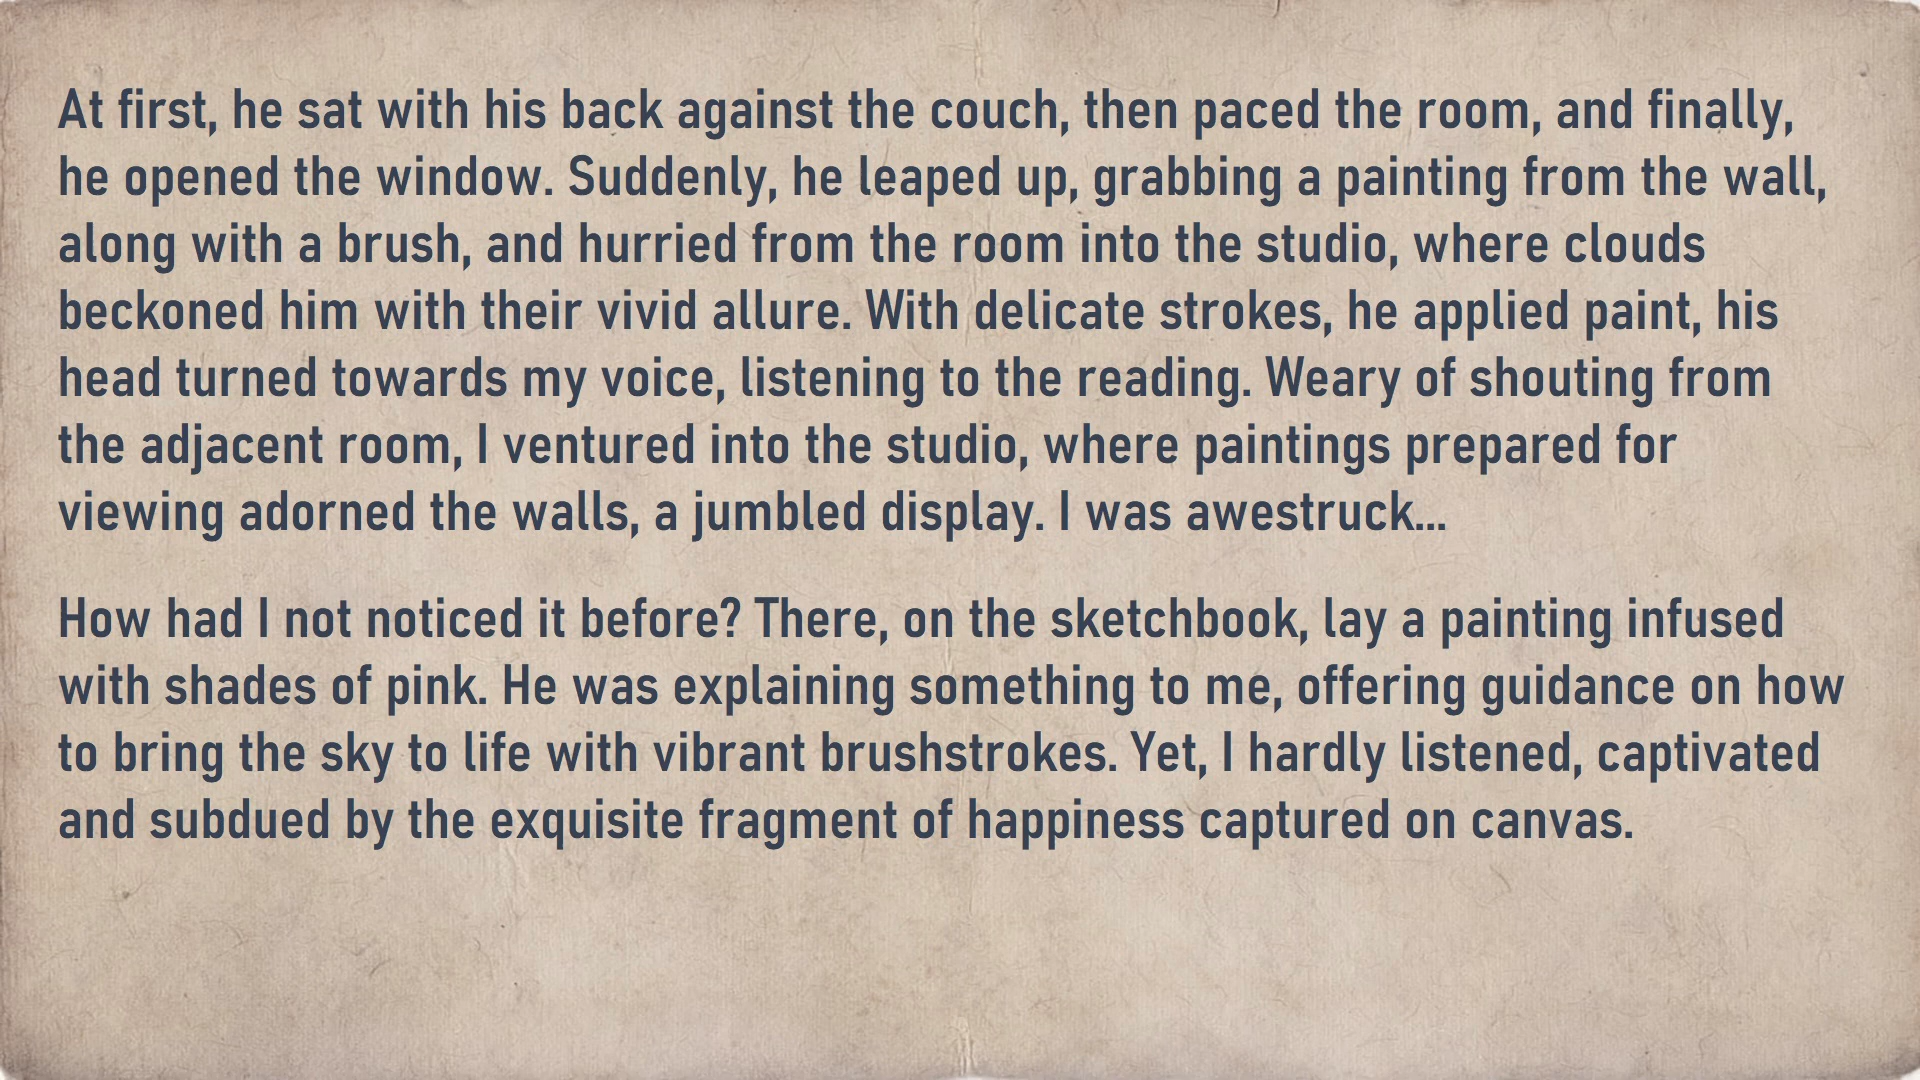 At first, he sat with his back against the couch, then paced the room, and finally,
he opened the window. Suddenly, he leaped up, grabbing a painting from the wall,
along with a brush, and hurried from the room into the studio, where clouds
beckoned him with their vivid allure. With delicate strokes, he applied paint, his
head turned towards my voice, listening to the reading. Weary of shouting from
the adjacent room, I ventured into the studio, where paintings prepared for
viewing adorned the walls, a jumbled display. I was awestruck...
How had I not noticed it before? There, on the sketchbook, lay a painting infused
with shades of pink. He was explaining something to me, offering guidance on how
to bring the sky to life with vibrant brushstrokes. Yet, I hardly listened, captivated
and subdued by the exquisite fragment of happiness captured on canvas.